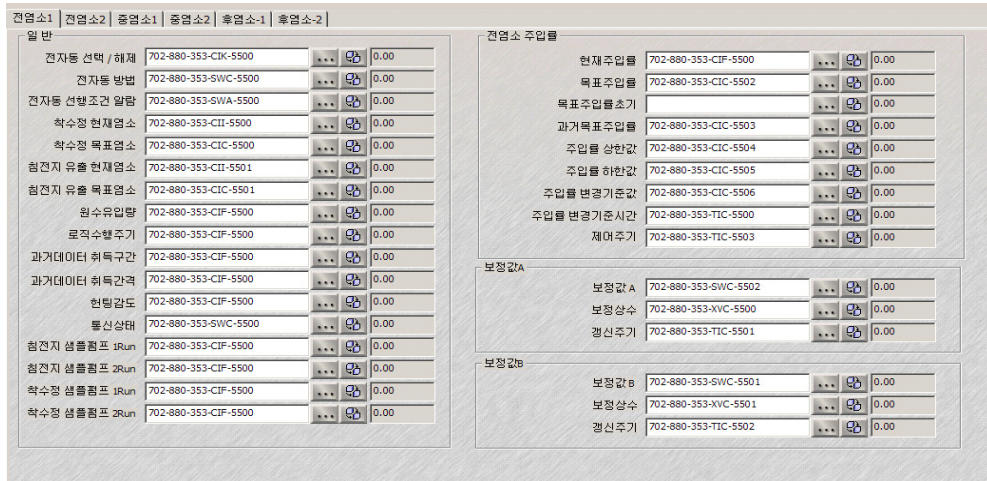 전염소1 전염소2 중염소1 중염소2 후염소-1 후염소-2
일 반
전자동 선택 / 해제 702-880-353-CIK-5500 ... 0.00
전자동 방법 702-880-353-SWC-5500 ... 0.00
전자동 선행조건 알람 702-880-353-SWA-5500 ... 0.00
착수정 현재염소 702-880-353-CII-5500 ... 0.00
착수정 목표염소 702-880-353-CIC-5500 ... 0.00
침전지 유출 현재염소 702-880-353-CII-5501 ... 0.00
침전지 유출 목표염소 702-880-353-CIC-5501 ... 0.00
원수유입량 702-880-353-CIF-5500 ... 0.00
로직수행주기 702-880-353-CIF-5500 ... 0.00
과거데이터 취득구간 702-880-353-CIF-5500 ... 0.00
과거데이터 취득간격 702-880-353-CIF-5500 ... 0.00
헌팅감도 702-880-353-CIF-5500 ... 0.00
통신상태 702-880-353-SWC-5500 ... 0.00
침전지 샘플펌프 1Run 702-880-353-CIF-5500 ... 0.00
침전지 샘플펌프 2Run 702-880-353-CIF-5500 ... 0.00
착수정 샘플펌프 1Run 702-880-353-CIF-5500 ... 0.00
착수정 샘플펌프 2Run 702-880-353-CIF-5500 ... 0.00
전염소 주입률
현재주입률 702-880-353-CIF-5500 ... 0.00
목표주입률 702-880-353-CIC-5502 ... 0.00
목표주입률초기 ... 0.00
과거목표주입률 702-880-353-CIC-5503 ... 0.00
주입률 상한값 702-880-353-CIC-5504 ... 0.00
주입률 하한값 702-880-353-CIC-5505 ... 0.00
주입률 변경기준값 702-880-353-CIC-5506 ... 0.00
주입률 변경기준시간 702-880-353-TIC-5500 ... 0.00
제어주기 702-880-353-TIC-5503 ... 0.00
보정값A
보정값 A 702-880-353-SWC-5502 ... 0.00
보정상수 702-880-353-XVC-5500 ... 0.00
갱신주기 702-880-353-TIC-5501 ... 0.00
보정값B
보정값 B 702-880-353-SWC-5501 ... 0.00
보정상수 702-880-353-XVC-5501 ... 0.00
갱신주기 702-880-353-TIC-5502 ... 0.00